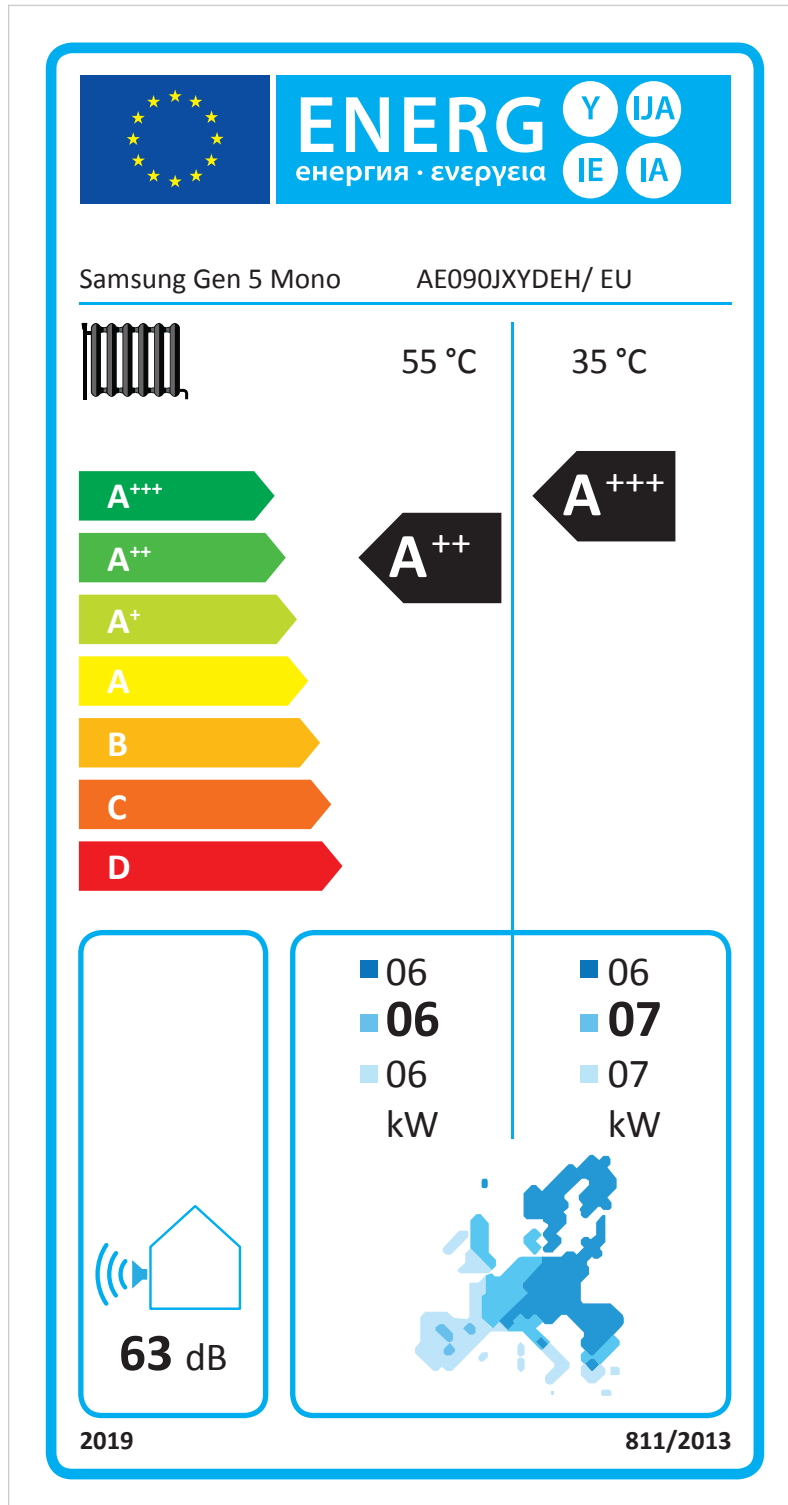 ENERG Y IJA
енергия · ενεργεια IE IA
Samsung Gen 5 Mono AE090JXYDEH/ EU
55 °C 35 °C
A+++
A+++
A++
A++
A+
A
B
C
D
06 06
06 07
06 07
kW kW
63 dB
2019 811/2013